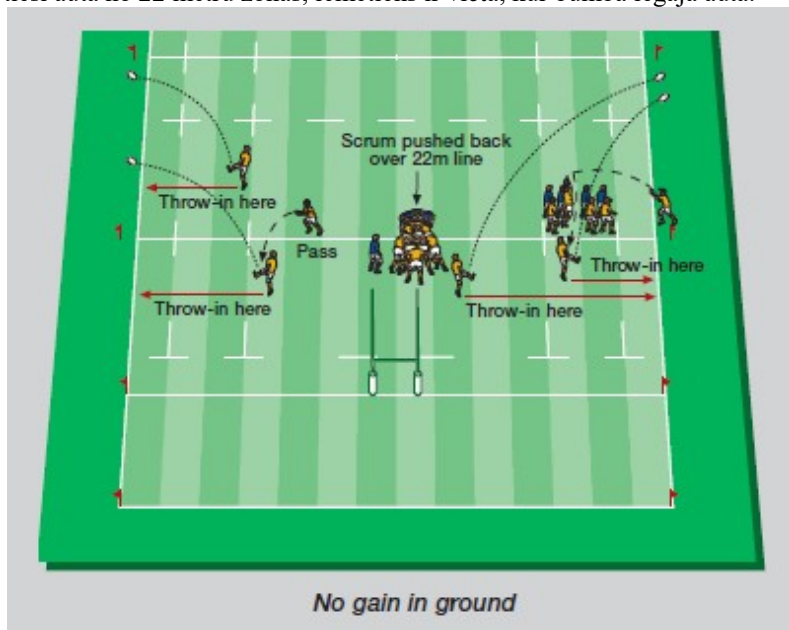 Scrum pushed back
over 22m line
Throw-in here
Pass
Throw-in here
Throw-in here
Throw-in here
No gain in ground